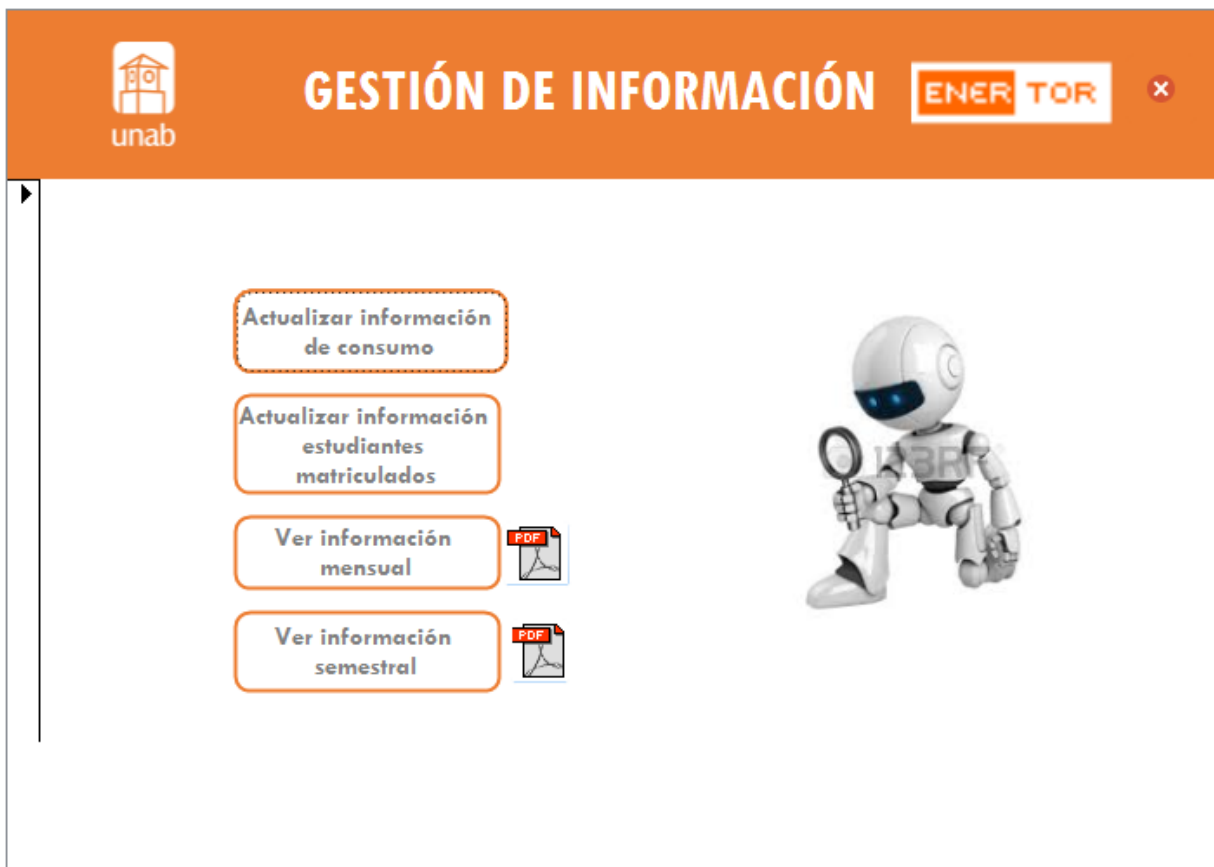 unab
GESTIÓN DE INFORMACIÓN
ENER TOR
Actualizar información
de consumo
Actualizar información
estudiantes
matriculados
Ver información
mensual
PDF
Ver información
semestral
PDF
123RF